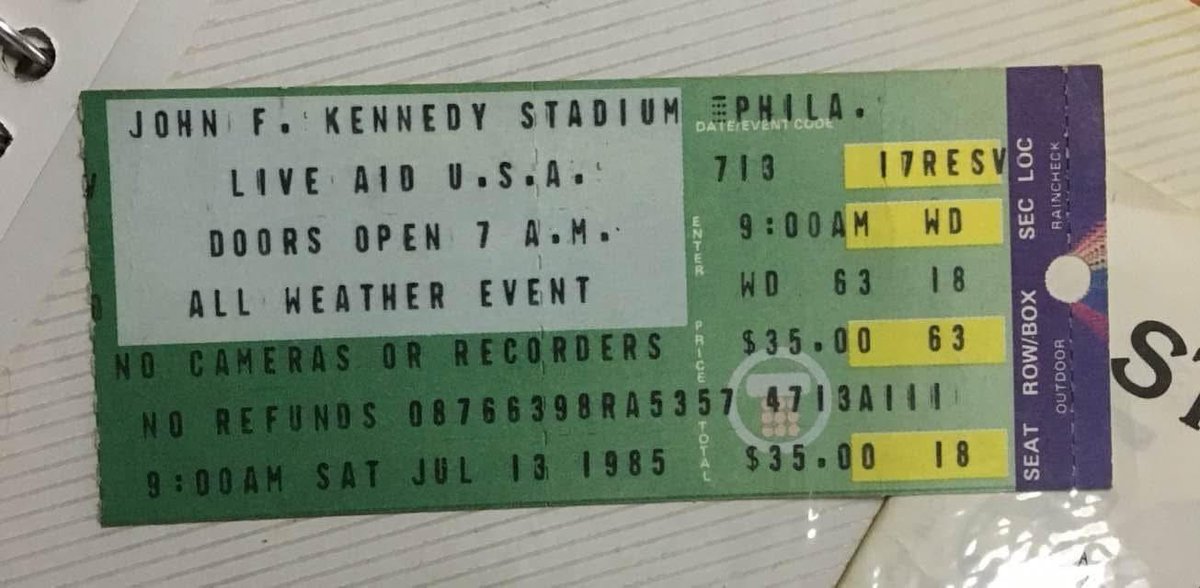 JOHN F. KENNEDY STADIUM PHILA.
DATE/EVENT CODE
LIVE AID U.S.A. 713 17RESV
DOORS OPEN 7 A.M. 9:00AM WD
ENTER
ALL WEATHER EVENT WD 63 18
NO CAMERAS OR RECORDERS $35.00 63
PRICE TOTAL
NO REFUNDS 08766398RA5357 4713A111
9:00AM SAT JUL 13 1985 $35.00 18
SEC LOC
ROW/BOX
SEAT
RAINCHECK
OUTDOOR